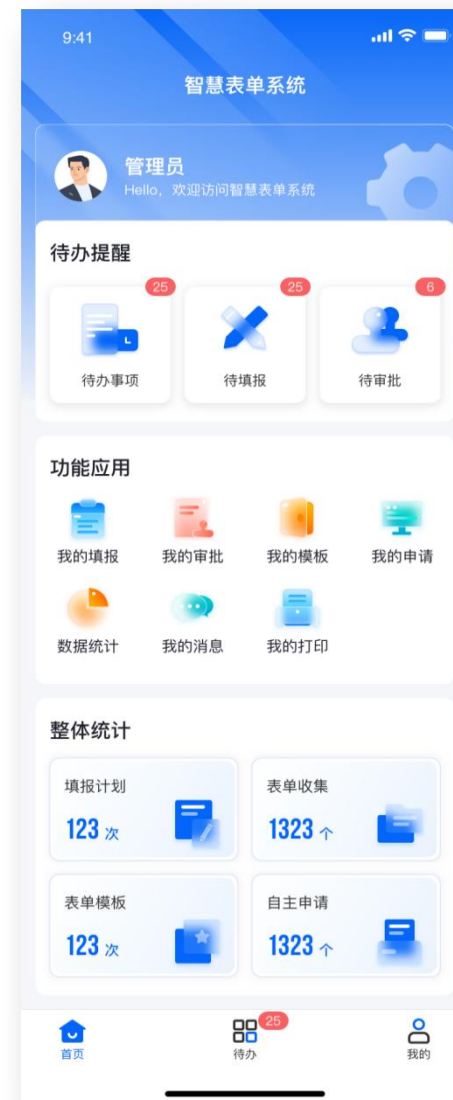 9:41
智慧表单系统
管理员
Hello，欢迎访问智慧表单系统
待办提醒
25 25 6
待办事项 待填报 待审批
功能应用
我的填报 我的审批 我的模板 我的申请
数据统计 我的消息 我的打印
整体统计
填报计划 表单收集
123 次 1323 个
表单模板 自主申请
123 次 1323 个
25
首页 待办 我的